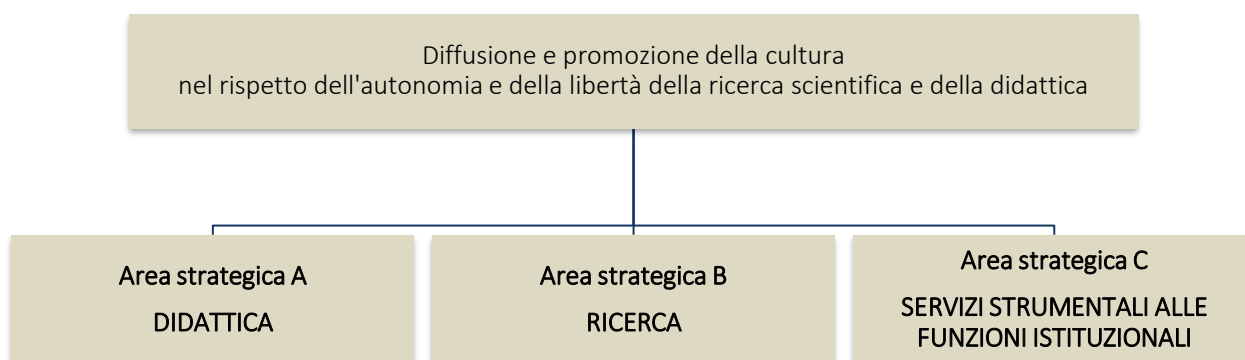 Diffusione e promozione della cultura
nel rispetto dell'autonomia e della libertà della ricerca scientifica e della didattica
Area strategica A
DIDATTICA
Area strategica B
RICERCA
Area strategica C
SERVIZI STRUMENTALI ALLE
FUNZIONI ISTITUZIONALI